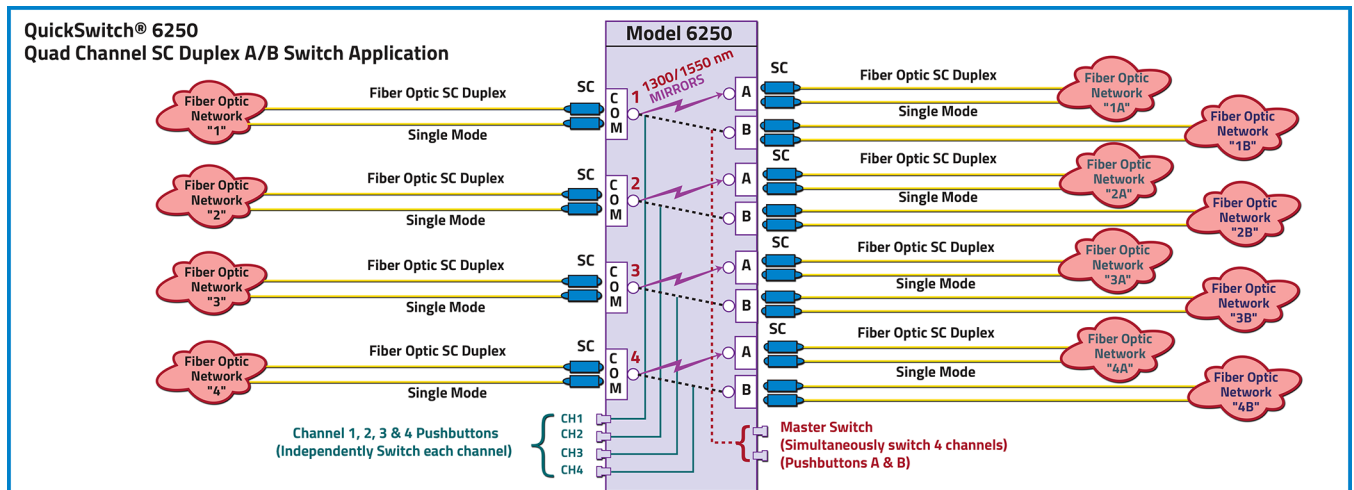 QuickSwitch® 6250
Quad Channel SC Duplex A/B Switch Application
Model 6250
1300/1550 nm
MIRRORS
Fiber Optic
Network
"1"
Fiber Optic SC Duplex
Single Mode
SC
COM
1
A
B
SC
Fiber Optic SC Duplex
Single Mode
Fiber Optic
Network
"1A"
Fiber Optic
Network
"1B"
Fiber Optic
Network
"2"
Fiber Optic SC Duplex
Single Mode
SC
COM
2
A
B
SC
Fiber Optic SC Duplex
Single Mode
Fiber Optic
Network
"2A"
Fiber Optic
Network
"2B"
Fiber Optic
Network
"3"
Fiber Optic SC Duplex
Single Mode
SC
COM
3
A
B
SC
Fiber Optic SC Duplex
Single Mode
Fiber Optic
Network
"3A"
Fiber Optic
Network
"3B"
Fiber Optic
Network
"4"
Fiber Optic SC Duplex
Single Mode
SC
COM
4
A
B
SC
Fiber Optic SC Duplex
Single Mode
Fiber Optic
Network
"4A"
Fiber Optic
Network
"4B"
Channel 1, 2, 3 & 4 Pushbuttons
(Independently Switch each channel)
CH1
CH2
CH3
CH4
Master Switch
(Simultaneously switch 4 channels)
(Pushbuttons A & B)